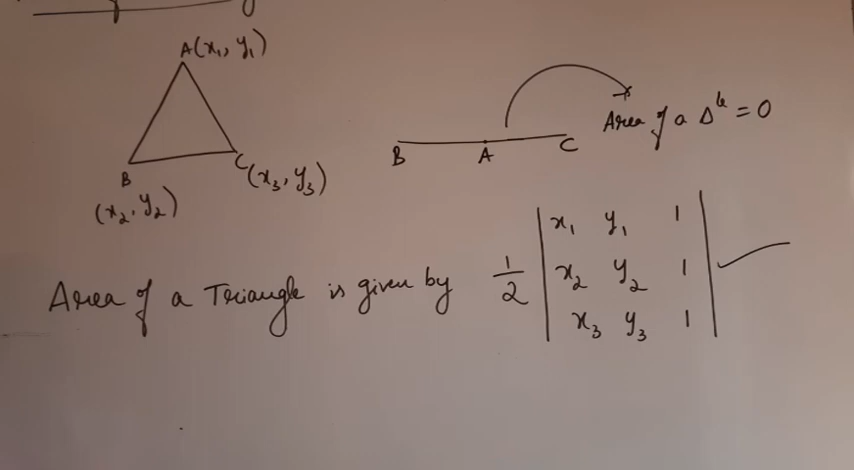 A(x₁, y₁)
B
(x₂, y₂)
C(x₃, y₃)
B A C
Area of a Δle = 0
Area of a Triangle is given by 1/2 | x₁ y₁ 1 |
| x₂ y₂ 1 |
| x₃ y₃ 1 |